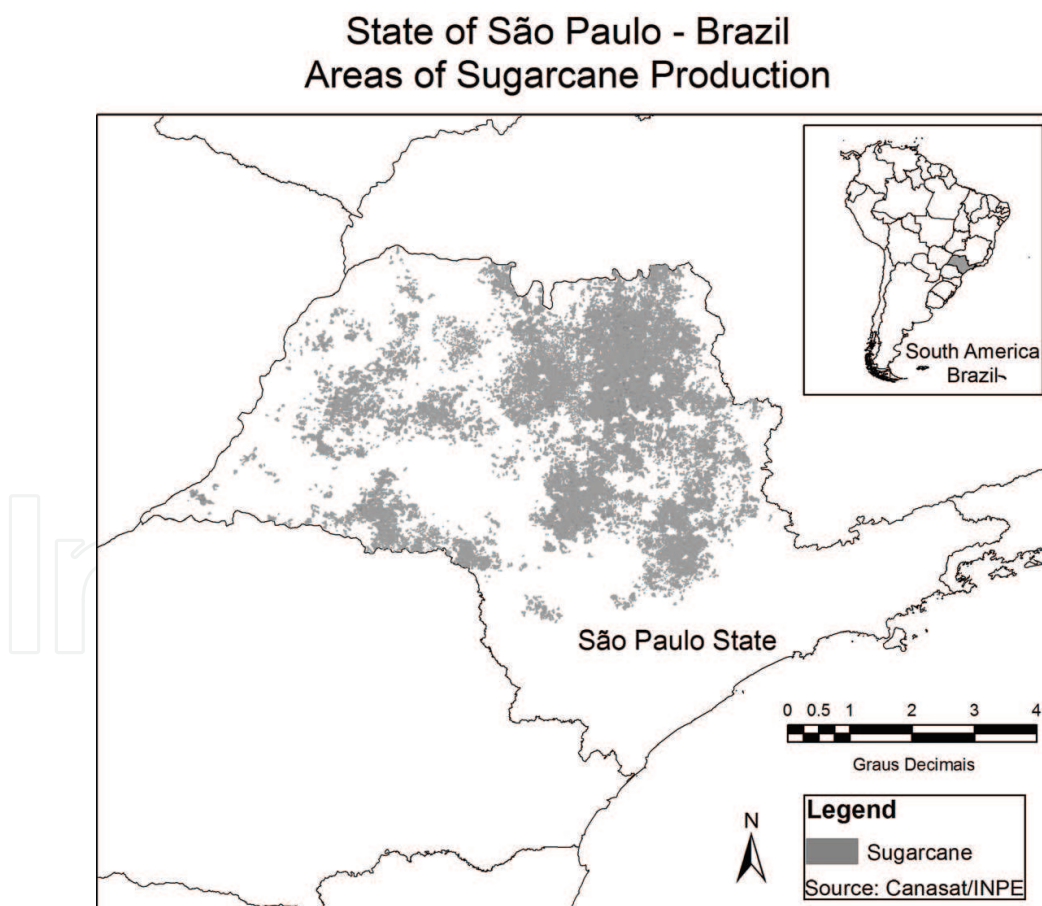 State of São Paulo - Brazil
Areas of Sugarcane Production
South America
Brazil
São Paulo State
0 0.5 1 2 3 4
Graus Decimais
N
Legend
Sugarcane
Source: Canasat/INPE